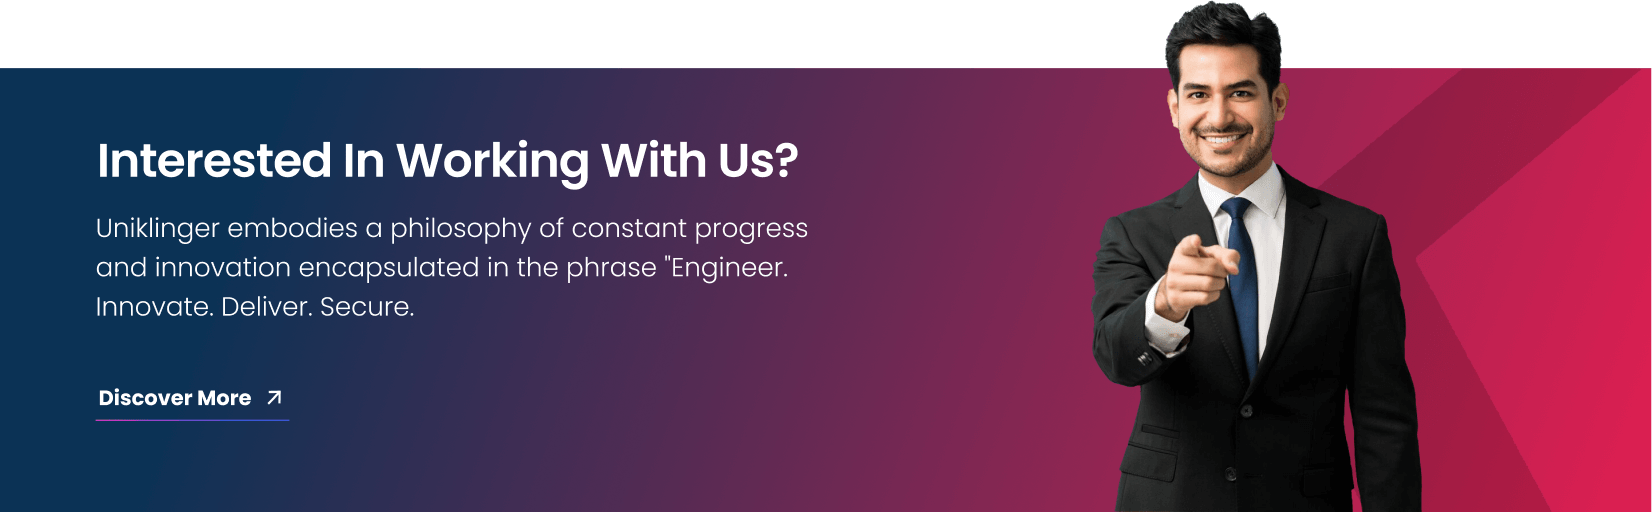 Interested In Working With Us?
Uniklinger embodies a philosophy of constant progress
and innovation encapsulated in the phrase "Engineer.
Innovate. Deliver. Secure.
Discover More